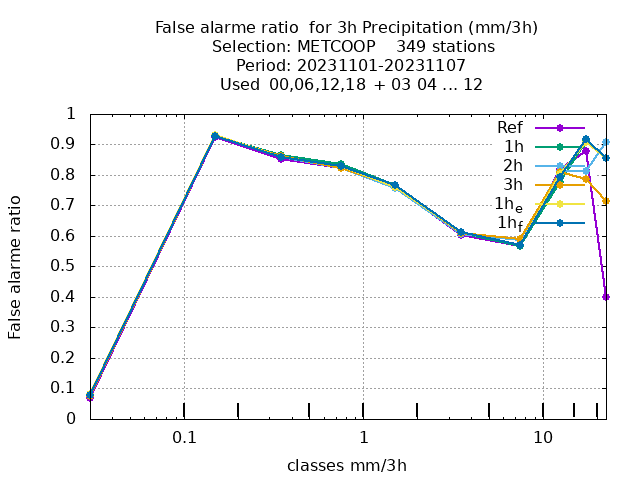 False alarme ratio  for 3h Precipitation (mm/3h)
Selection: METCOOP    349 stations
Period: 20231101-20231107
Used  00,06,12,18  + 03 04 ... 12
1
0.9
0.8
0.7
0.6
0.5
0.4
0.3
0.2
0.1
0
False alarme ratio
Ref
1h
2h
3h
1he
1hf
0.1
1
10
classes mm/3h